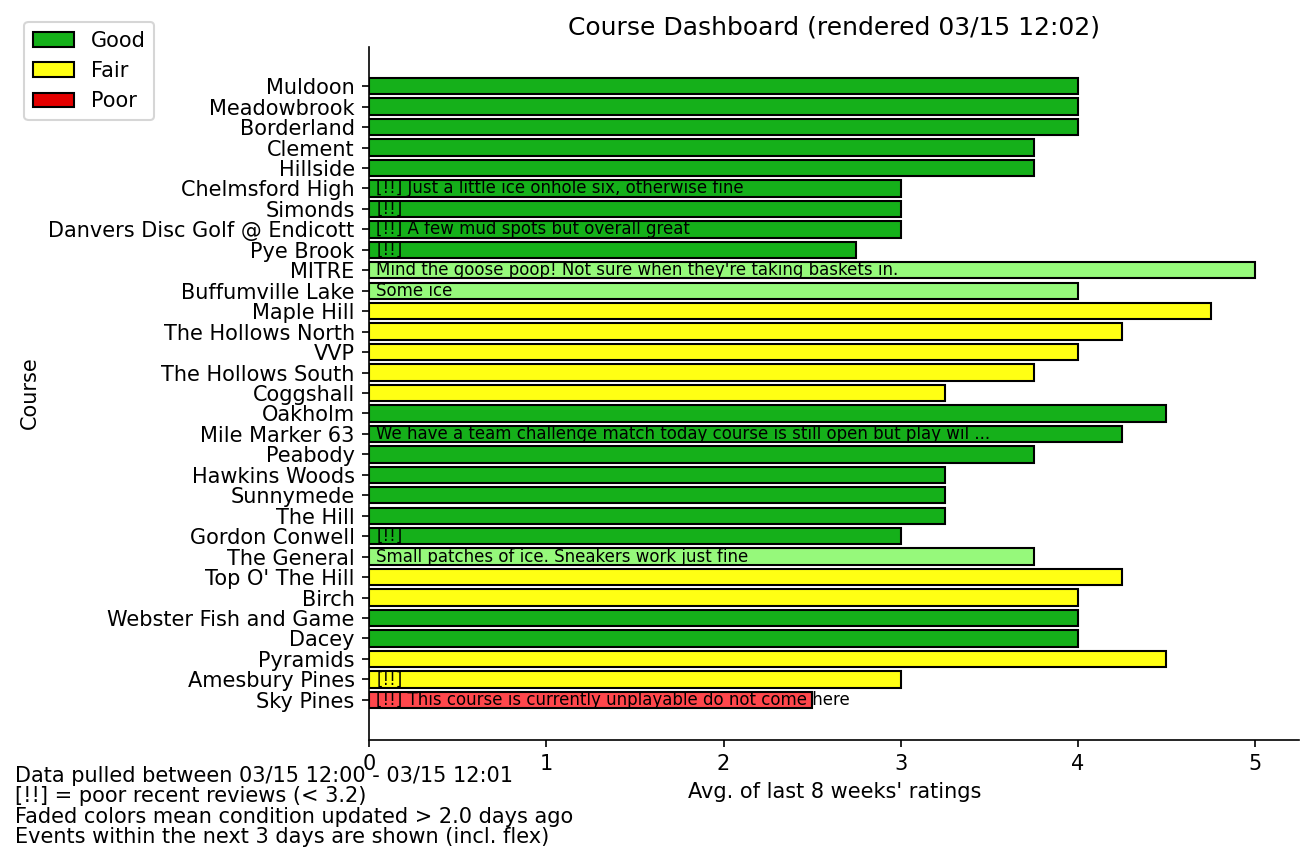 Course Dashboard (rendered 03/15 12:02)
Good
Fair
Poor
Course
Muldoon
Meadowbrook
Borderland
Clement
Hillside
Chelmsford High [!!] Just a little ice onhole six, otherwise fine
Simonds [!!]
Danvers Disc Golf @ Endicott [!!] A few mud spots but overall great
Pye Brook [!!]
MITRE Mind the goose poop! Not sure when they're taking baskets in.
Buffumville Lake Some ice
Maple Hill
The Hollows North
VVP
The Hollows South
Coggshall
Oakholm
Mile Marker 63 We have a team challenge match today course is still open but play wil ...
Peabody
Hawkins Woods
Sunnymede
The Hill
Gordon Conwell [!!]
The General Small patches of ice. Sneakers work just fine
Top O' The Hill
Birch
Webster Fish and Game
Dacey
Pyramids
Amesbury Pines [!!]
Sky Pines [!!] This course is currently unplayable do not come here
0 1 2 3 4 5
Avg. of last 8 weeks' ratings
Data pulled between 03/15 12:00 - 03/15 12:01
[!!] = poor recent reviews (< 3.2)
Faded colors mean condition updated > 2.0 days ago
Events within the next 3 days are shown (incl. flex)